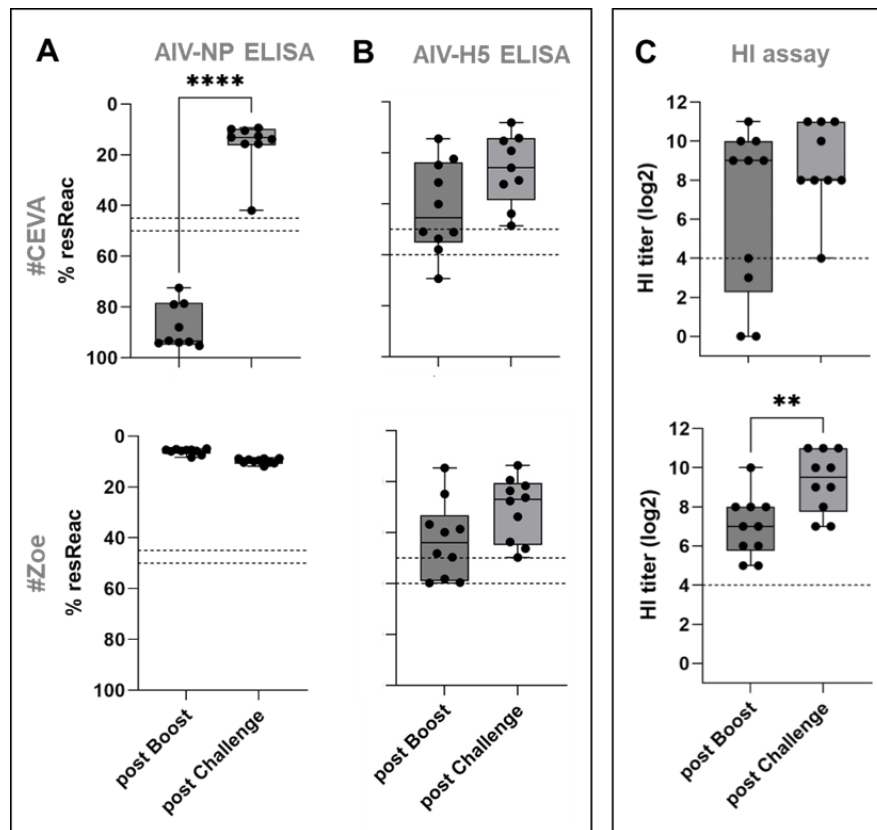 A
AIV-NP ELISA
B
AIV-H5 ELISA
C
HI assay
#CEVA
% resReac
0
20
40
60
80
100
****
HI titer (log2)
12
10
8
6
4
2
0
#Zoe
% resReac
0
20
40
60
80
100
HI titer (log2)
12
10
8
6
4
2
0
**
post Boost
post Challenge
post Boost
post Challenge
post Boost
post Challenge